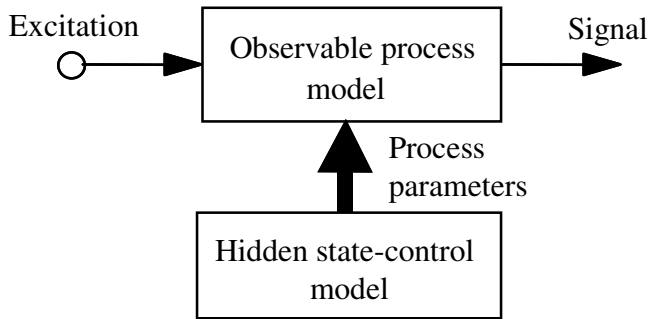 Excitation
Signal
Observable process
model
Process
parameters
Hidden state-control
model